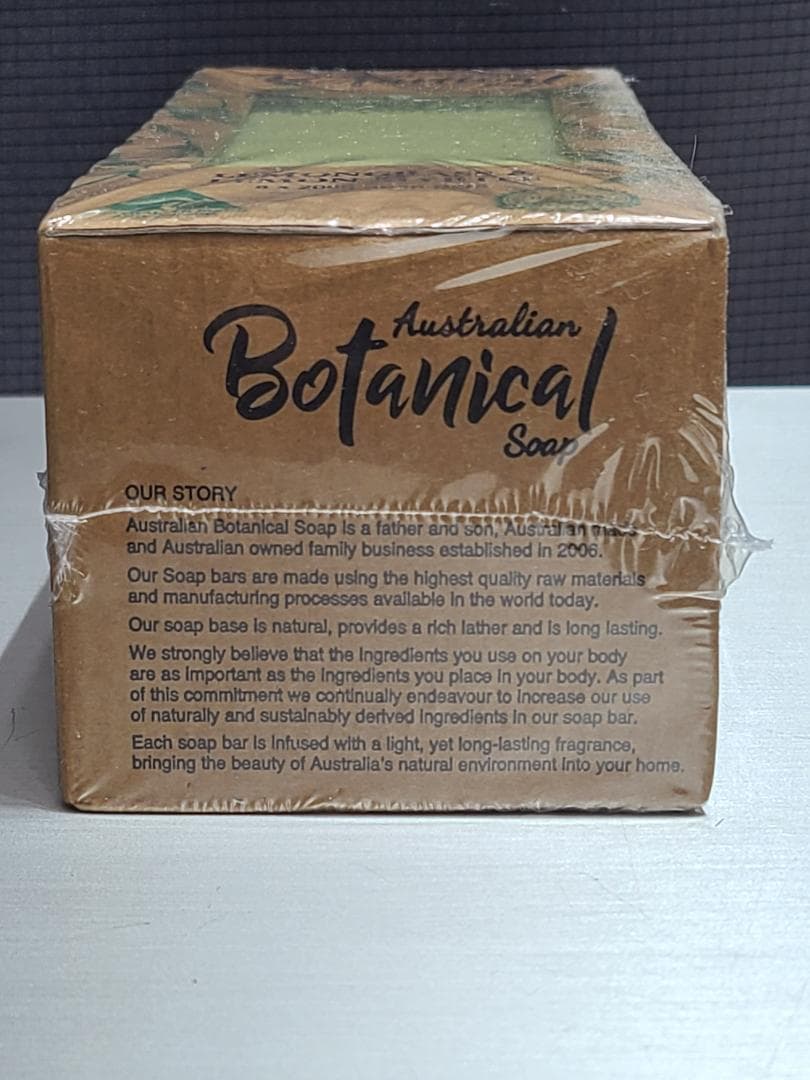 LEMONGRASS &
LEMON
Australian
Botanical
Soap
OUR STORY
Australian Botanical Soap is a father and son, Australian made
and Australian owned family business established in 2006.
Our Soap bars are made using the highest quality raw materials
and manufacturing processes available in the world today.
Our soap base is natural, provides a rich lather and is long lasting.
We strongly believe that the ingredients you use on your body
are as important as the ingredients you place in your body. As part
of this commitment we continually endeavour to increase our use
of naturally and sustainably derived ingredients in our soap bar.
Each soap bar is infused with a light, yet long-lasting fragrance,
bringing the beauty of Australia's natural environment into your home.